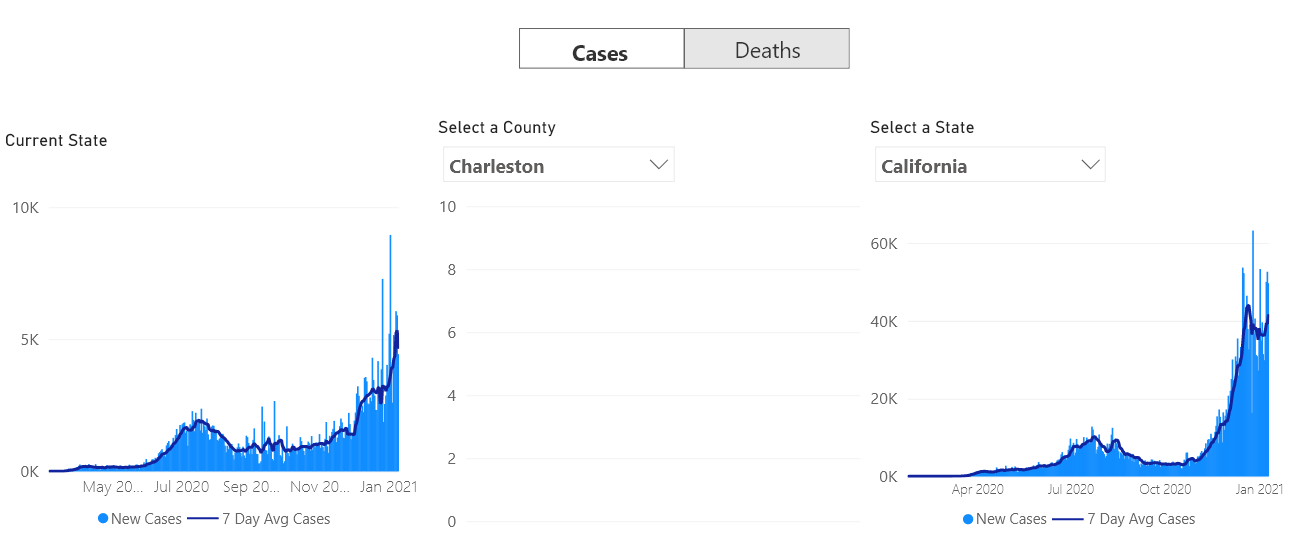 Cases
Deaths
Current State
10K
5K
0K
May 20... Jul 2020 Sep 20... Nov 20... Jan 2021
New Cases 7 Day Avg Cases
Select a County
Charleston
10
8
6
4
2
0
Select a State
California
60K
40K
20K
0K
Apr 2020 Jul 2020 Oct 2020 Jan 2021
New Cases 7 Day Avg Cases